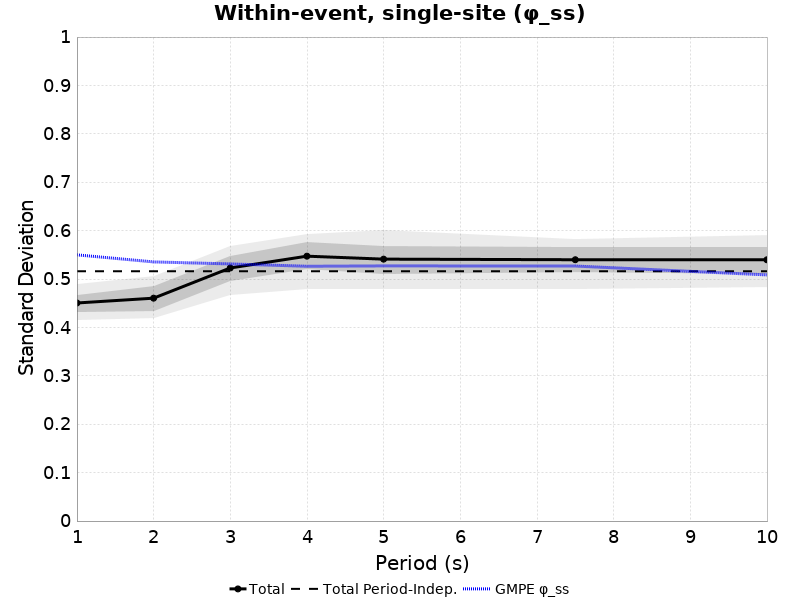 Within-event, single-site (φ_ss)
1
0.9
0.8
0.7
0.6
0.5
0.4
0.3
0.2
0.1
0
Standard Deviation
1 2 3 4 5 6 7 8 9 10
Period (s)
Total Total Period-Indep. GMPE φ_ss